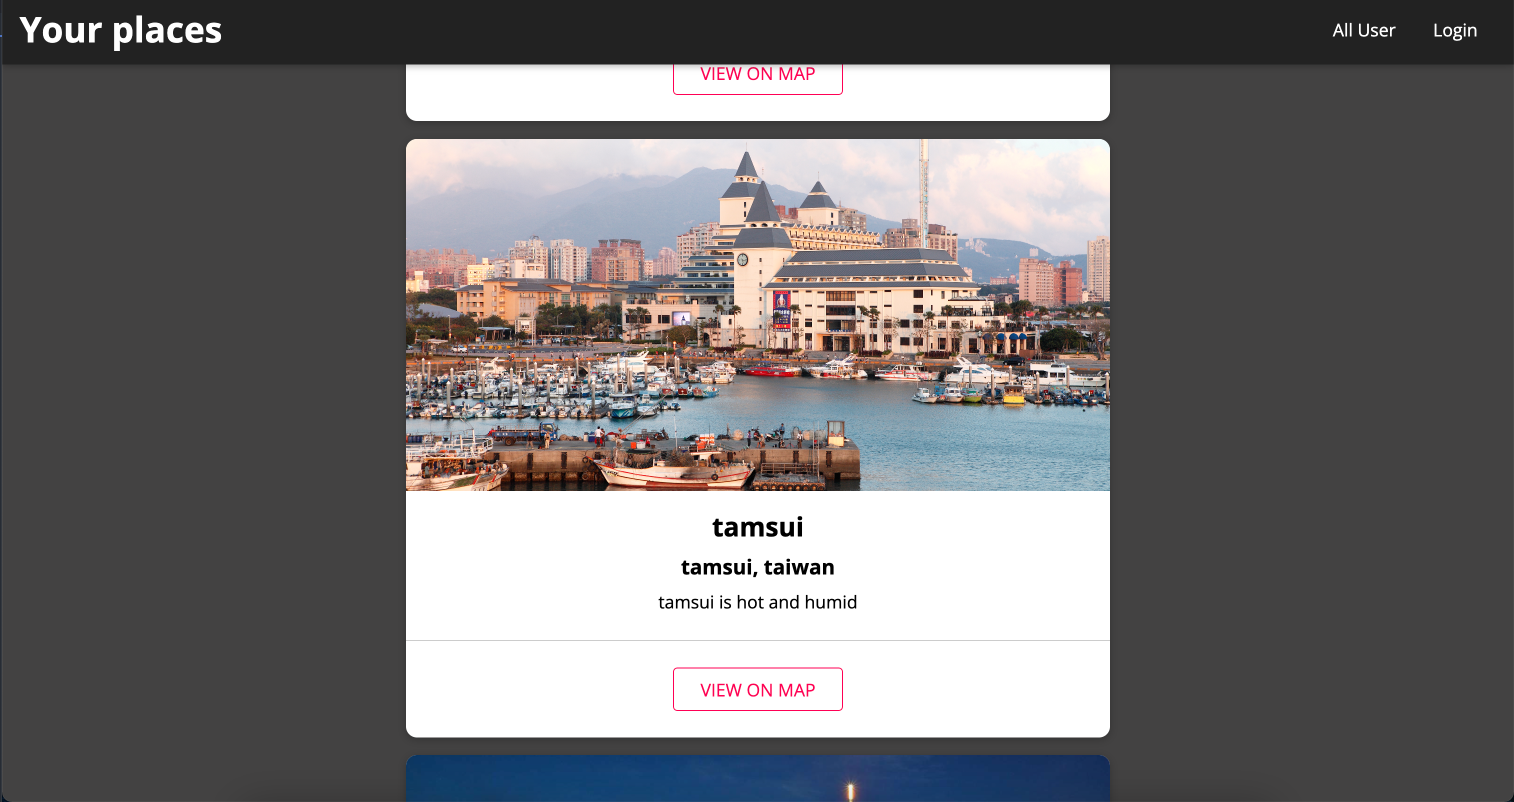 Your places
All User
Login
VIEW ON MAP
tamsui
tamsui, taiwan
tamsui is hot and humid
VIEW ON MAP